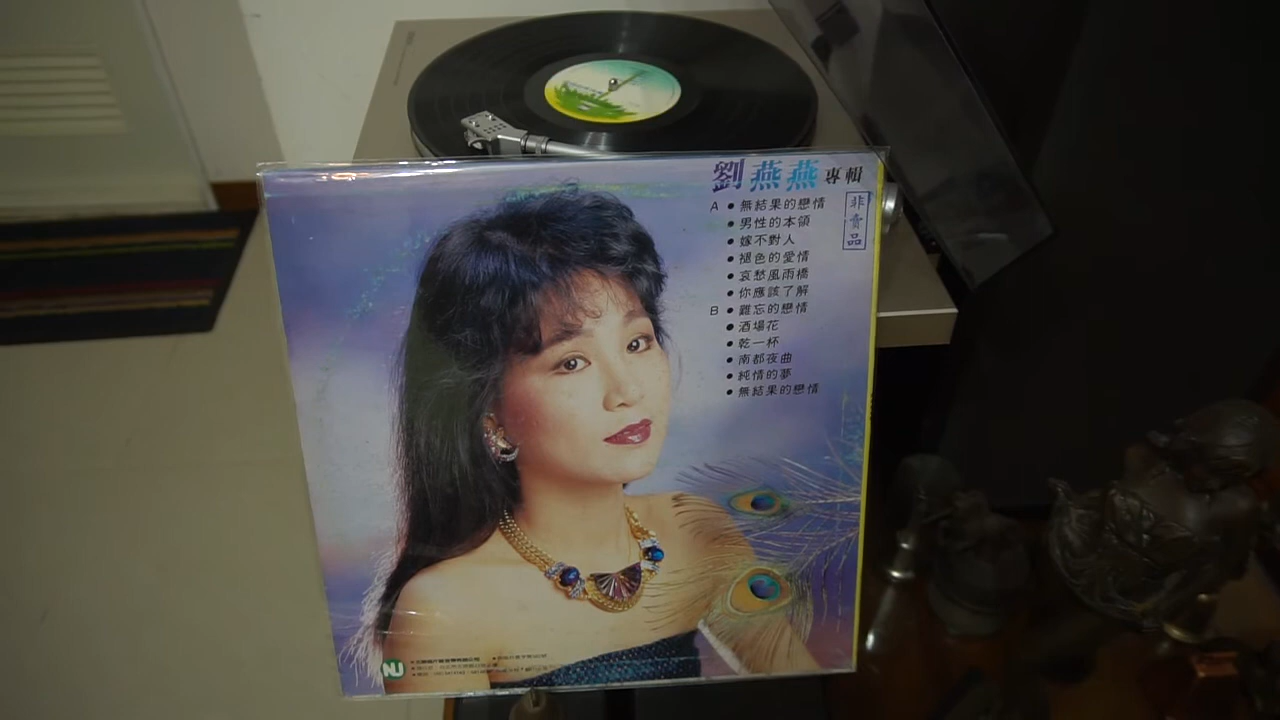 劉燕燕專輯
非賣品
A ●無結果的戀情
●男性的本領
●嫁不對人
●褪色的愛情
●哀愁風雨橋
●你應該了解
B ●難忘的戀情
●酒場花
●乾一杯
●南都夜曲
●純情的夢
●無結果的戀情
NU